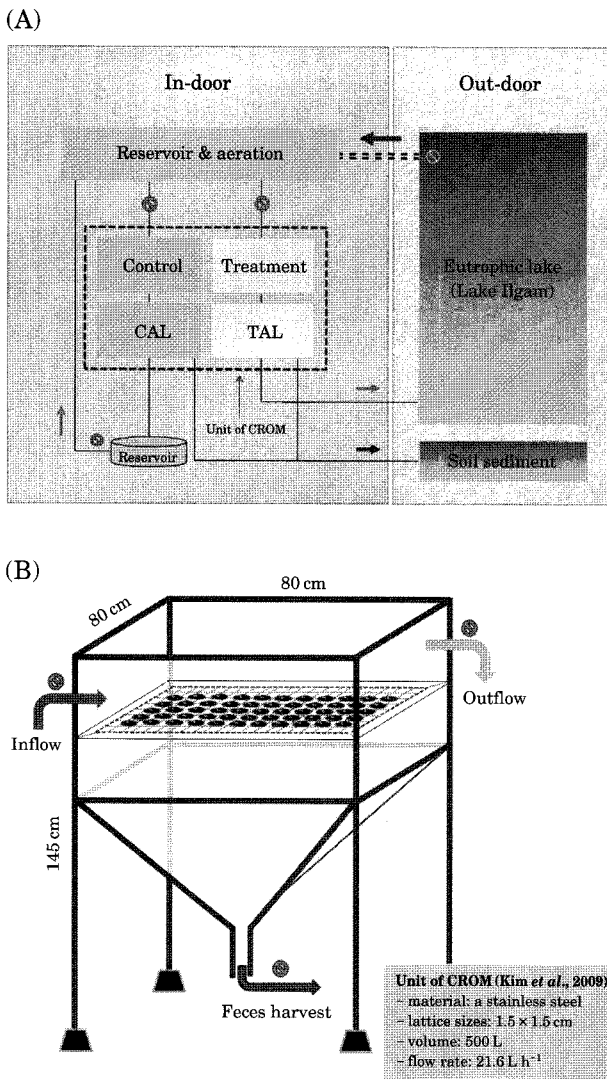 (A)
In-door
Out-door
Reservoir & aeration
Control
Treatment
Eutrophic lake
(Lake Ilgam)
CAL
TAL
Unit of CROM
Reservoir
Soil sediment
(B)
80 cm
80 cm
Inflow
Outflow
145 cm
Feces harvest
Unit of CROM (Kim et al., 2009)
– material: a stainless steel
– lattice sizes: 1.5 × 1.5 cm
– volume: 500 L
– flow rate: 21.6 L h⁻¹